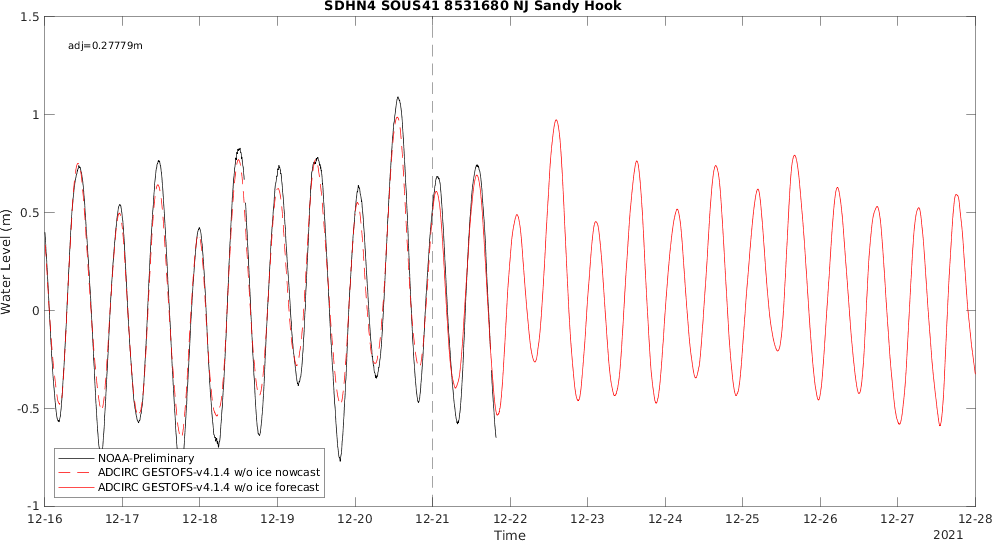 SDHN4 SOUS41 8531680 NJ Sandy Hook
adj=0.27779m
Water Level (m)
1.5
1
0.5
0
-0.5
-1
NOAA-Preliminary
ADCIRC GESTOFS-v4.1.4 w/o ice nowcast
ADCIRC GESTOFS-v4.1.4 w/o ice forecast
12-16 12-17 12-18 12-19 12-20 12-21 12-22 12-23 12-24 12-25 12-26 12-27 12-28
Time
2021